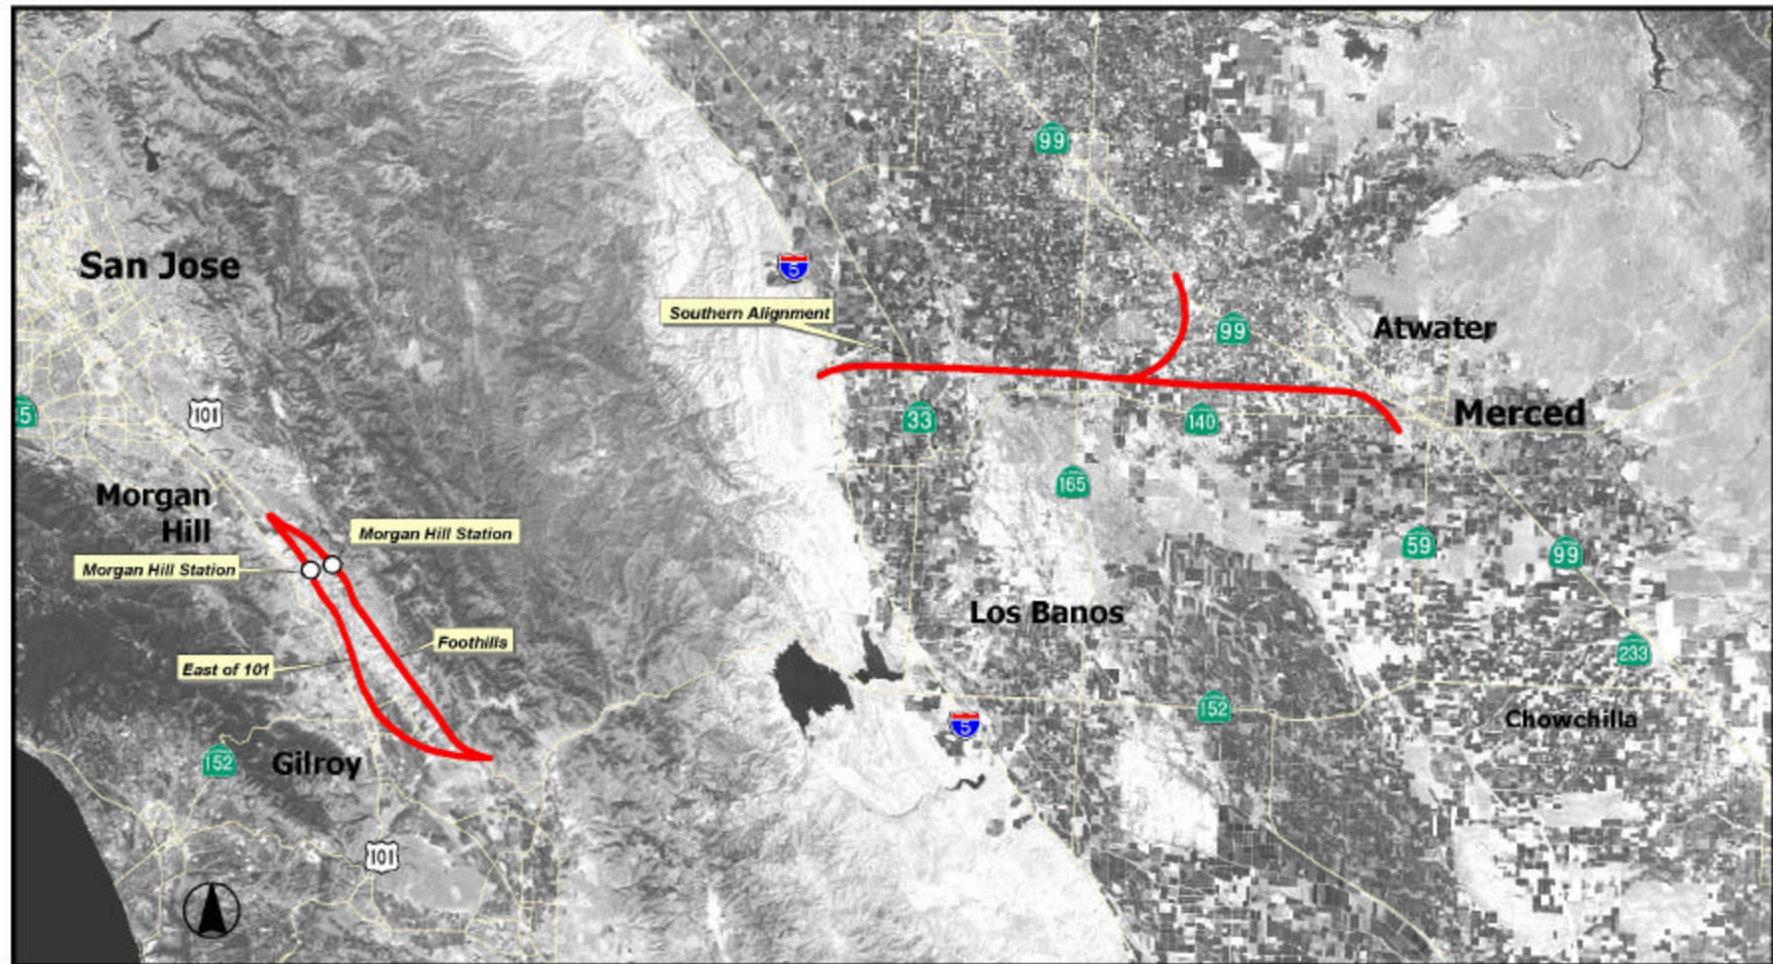 99
San Jose
5
Southern Alignment
99
Atwater
101
33
140
Merced
165
Morgan
Hill
Morgan Hill Station
Morgan Hill Station
59
99
Los Banos
Foothills
East of 101
233
152
5
Chowchilla
152
Gilroy
101